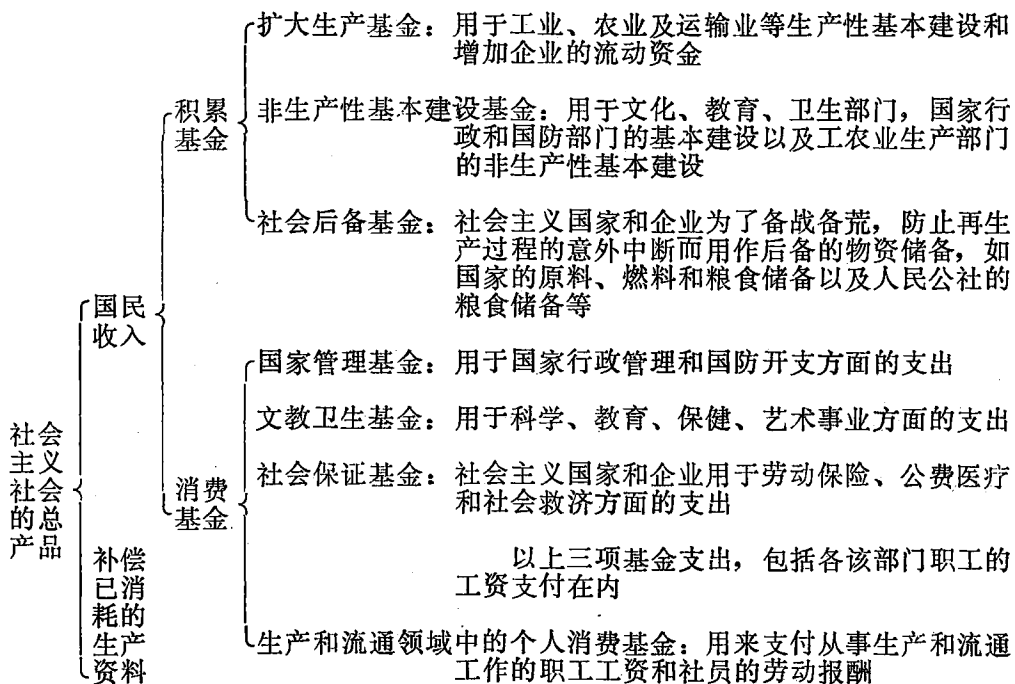 扩大生产基金：用于工业、农业及运输业等生产性基本建设和
增加企业的流动资金
积累
基金
非生产性基本建设基金：用于文化、教育、卫生部门，国家行
政和国防部门的基本建设以及工农业生产部门
的非生产性基本建设
社会后备基金：社会主义国家和企业为了备战备荒，防止再生
产过程的意外中断而用作后备的物资储备，如
国家的原料、燃料和粮食储备以及人民公社的
粮食储备等
国民
收入
国家管理基金：用于国家行政管理和国防开支方面的支出
文教卫生基金：用于科学、教育、保健、艺术事业方面的支出
社会
主义
社会
的总
产品
消费
基金
社会保证基金：社会主义国家和企业用于劳动保险、公费医疗
和社会救济方面的支出
以上三项基金支出，包括各该部门职工的
工资支付在内
补偿
已消
耗的
生产
资料
生产和流通领域中的个人消费基金：用来支付从事生产和流通
工作的职工工资和社员的劳动报酬